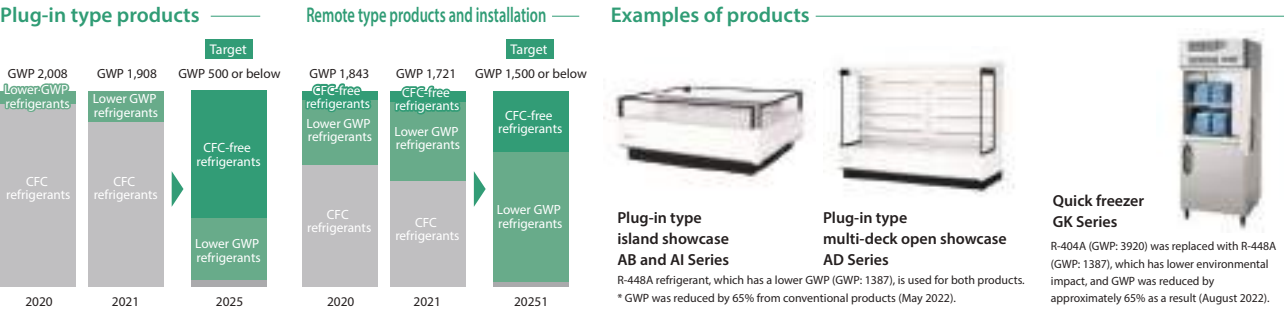 Plug-in type products
Target
GWP 2,008
GWP 1,908
GWP 500 or below
Lower GWP
refrigerants
CFC
refrigerants
Lower GWP
refrigerants
CFC
refrigerants
CFC-free
refrigerants
Lower GWP
refrigerants
2020
2021
2025
Remote type products and installation
Target
GWP 1,843
GWP 1,721
GWP 1,500 or below
CFC-free
refrigerants
Lower GWP
refrigerants
CFC
refrigerants
CFC-free
refrigerants
Lower GWP
refrigerants
CFC
refrigerants
CFC-free
refrigerants
Lower GWP
refrigerants
2020
2021
20251
Examples of products
Plug-in type
island showcase
AB and AI Series
Plug-in type
multi-deck open showcase
AD Series
R-448A refrigerant, which has a lower GWP (GWP: 1387), is used for both products.
* GWP was reduced by 65% from conventional products (May 2022).
Quick freezer
GK Series
R-404A (GWP: 3920) was replaced with R-448A
(GWP: 1387), which has lower environmental
impact, and GWP was reduced by
approximately 65% as a result (August 2022).